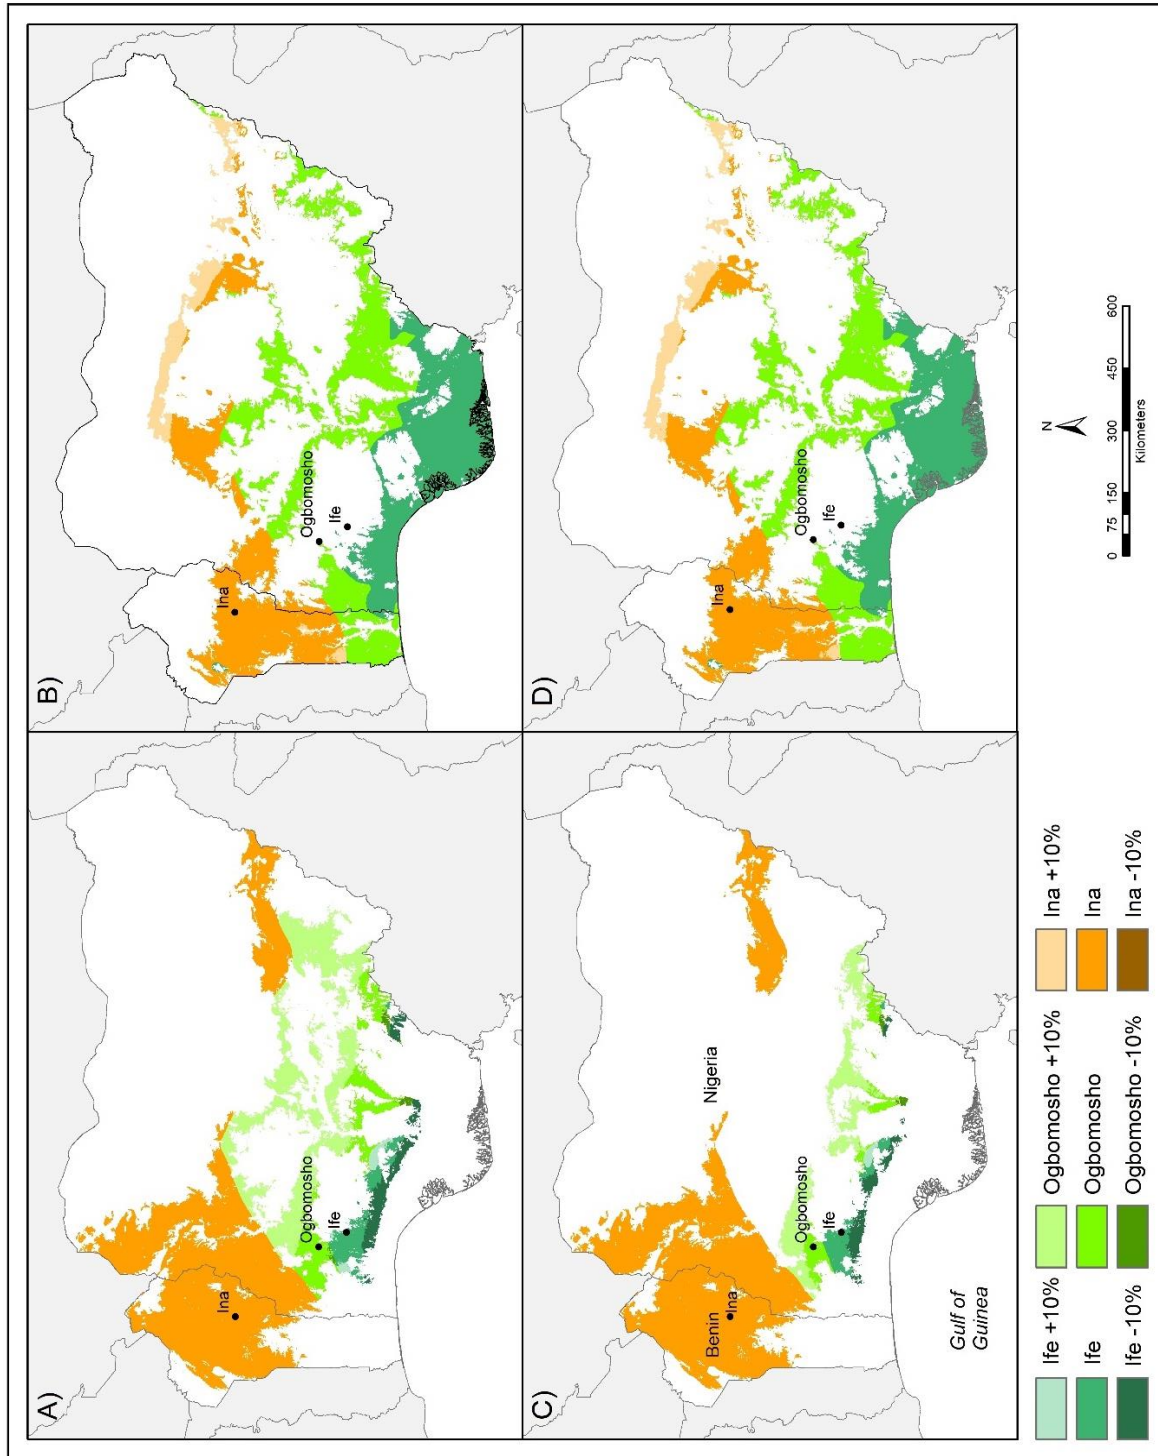 A)
Ina
Ogbomosho
Ife
B)
Ina
Ogbomosho
Ife
C)
Benin
Ina
Nigeria
Ogbomosho
Ife
Gulf of
Guinea
D)
Ina
Ogbomosho
Ife
Ife +10%
Ogbomosho +10%
Ina +10%
Ife
Ogbomosho
Ina
Ife -10%
Ogbomosho -10%
Ina -10%
N
0 75 150 300 450 600
Kilometers